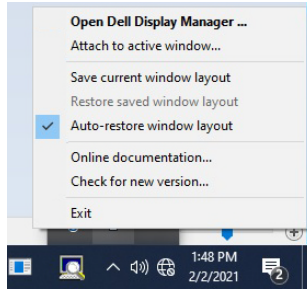 Open Dell Display Manager ...
Attach to active window...
Save current window layout
Restore saved window layout
Auto-restore window layout
Online documentation...
Check for new version...
Exit
1:48 PM
2/2/2021
2